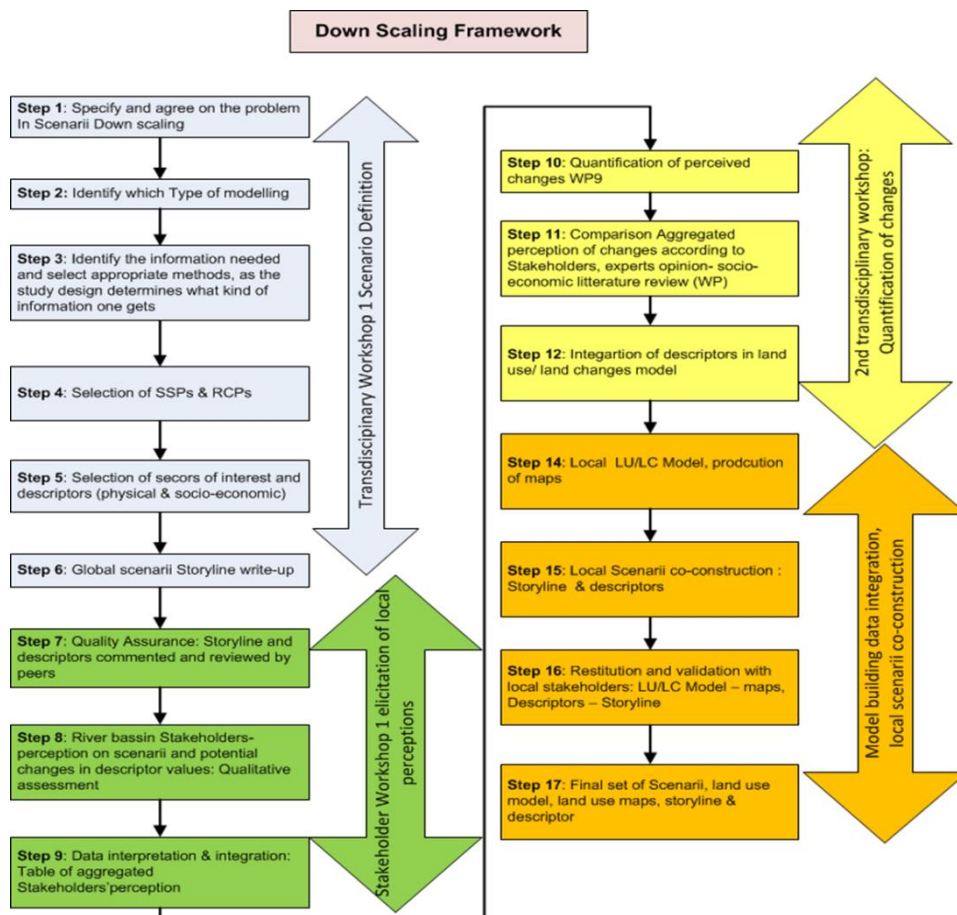 Down Scaling Framework
Step 1: Specify and agree on the problem
In Scenarii Down scaling
Step 2: Identify which Type of modelling
Step 3: Identify the information needed
and select appropriate methods, as the
study design determines what kind of
information one gets
Step 4: Selection of SSPs & RCPs
Step 5: Selection of secors of interest and
descriptors (physical & socio-economic)
Step 6: Global scenario Storyline write-up
Transdiscipinary Workshop 1 Scenario Definition
Step 7: Quality Assurance: Storyline and
descriptors commented and reviewed by
peers
Step 8: River bassin Stakeholders-
perception on scenarii and potential
changes in descriptor values: Qualitative
assessment
Step 9: Data interpretation & integration:
Table of aggregated
Stakeholders'perception
Stakeholder Workshop 1 elicitation of local
perceptions
Step 10: Quantification of perceived
changes WP9
Step 11: Comparison Aggregated
perception of changes according to
Stakeholders, experts opinion- socio-
economic litterature review (WP)
Step 12: Integartion of descriptors in land
use/ land changes model
2nd transdisciplinary workshop:
Quantification of changes
Step 14: Local LU/LC Model, prodcution
of maps
Step 15: Local Scenarii co-construction :
Storyline & descriptors
Step 16: Restitution and validation with
local stakeholders: LU/LC Model – maps,
Descriptors – Storyline
Step 17: Final set of Scenarii, land use
model, land use maps, storyline &
descriptor
Model building data integration,
local scenarii co-construction